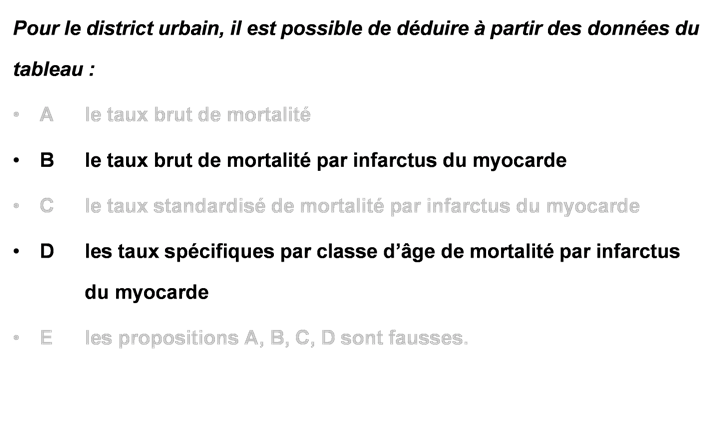 Pour le district urbain, il est possible de déduire à partir des données du
tableau :
• A le taux brut de mortalité
• B le taux brut de mortalité par infarctus du myocarde
• C le taux standardisé de mortalité par infarctus du myocarde
• D les taux spécifiques par classe d’âge de mortalité par infarctus
du myocarde
• E les propositions A, B, C, D sont fausses.